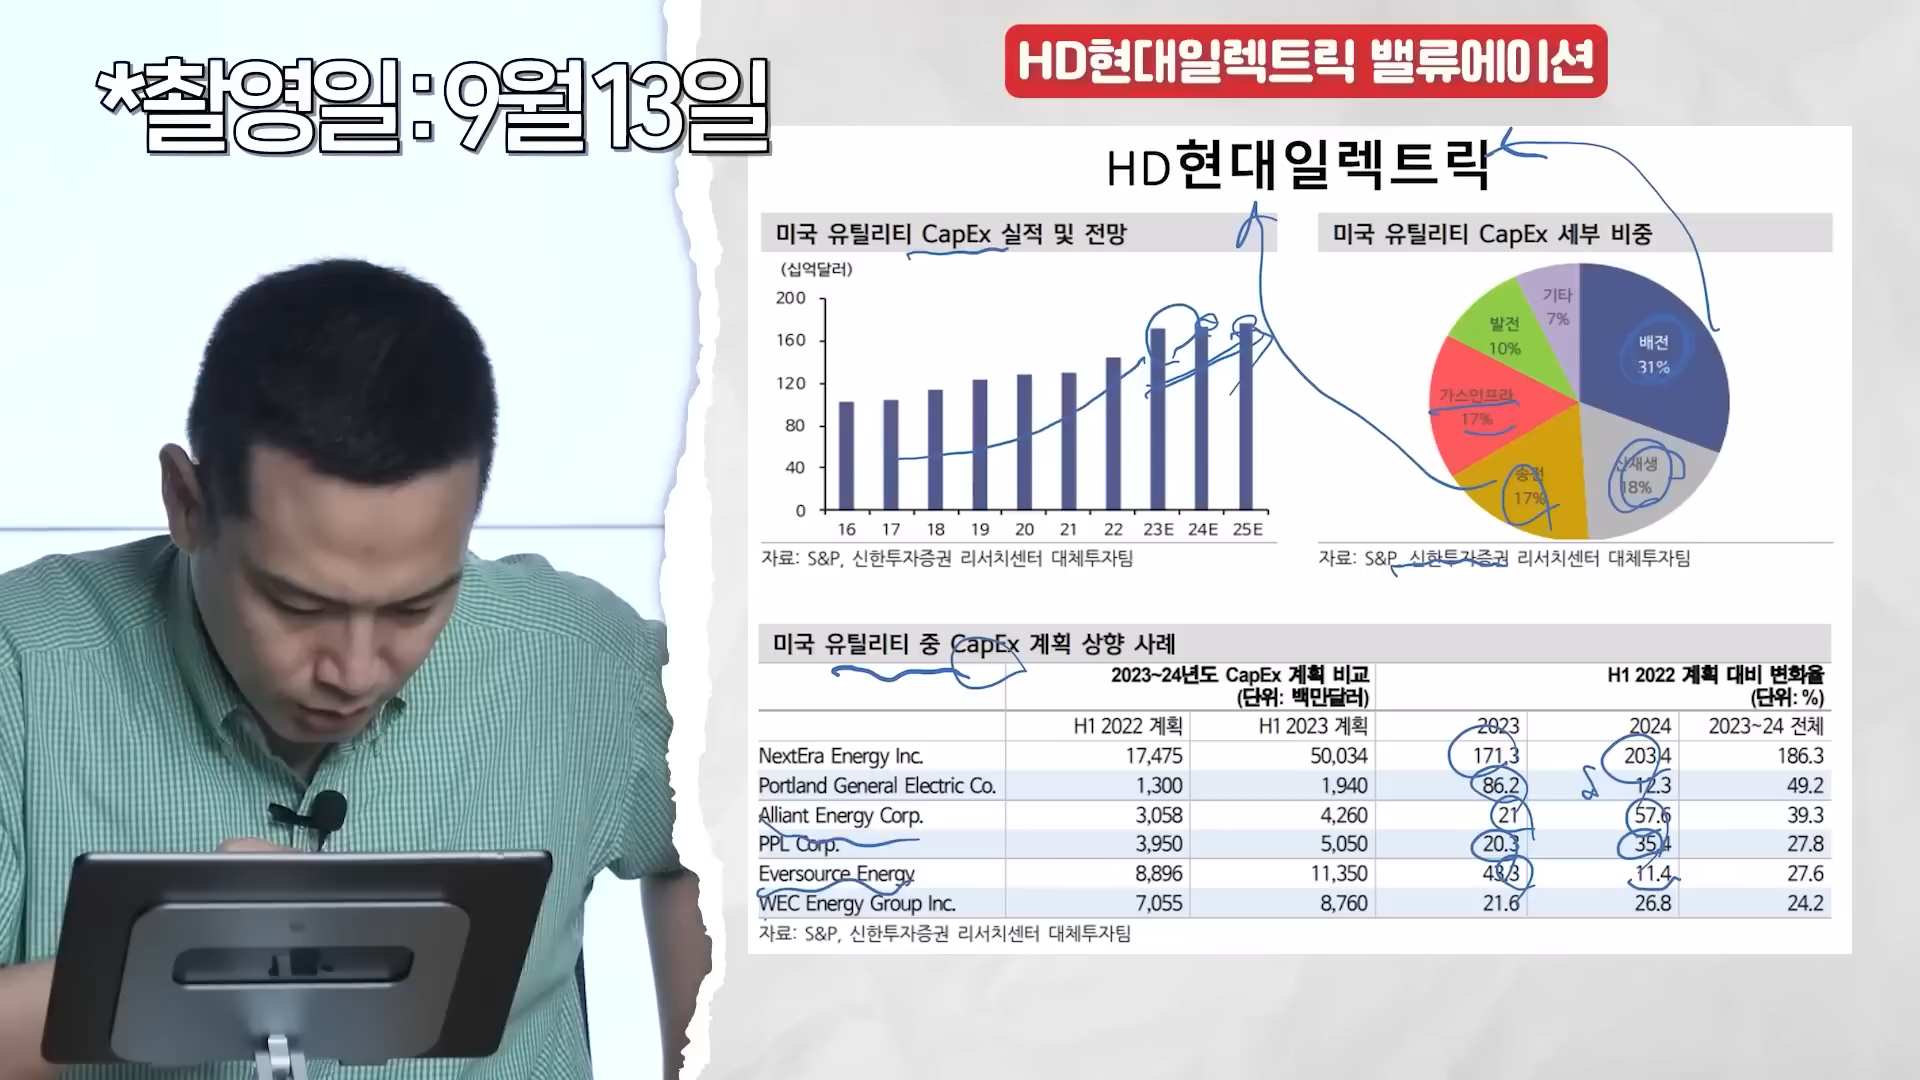 *촬영일:9월13일
HD현대일렉트릭 밸류에이션
HD현대일렉트릭
미국 유틸리티 CapEx 실적 및 전망
(십억달러)
200
160
120
80
40
0
16 17 18 19 20 21 22 23E 24E 25E
자료: S&P, 신한투자증권 리서치센터 대체투자팀
미국 유틸리티 CapEx 세부 비중
기타
7%
발전
10%
배전
31%
가스인프라
17%
송전
17%
신재생
18%
자료: S&P, 신한투자증권 리서치센터 대체투자팀
미국 유틸리티 중 CapEx 계획 상향 사례
2023~24년도 CapEx 계획 비교 H1 2022 계획 대비 변화율
(단위: 백만달러) (단위: %)
H1 2022 계획 H1 2023 계획 2023 2024 2023~24 전체
NextEra Energy Inc. 17,475 50,034 171.3 203.4 186.3
Portland General Electric Co. 1,300 1,940 86.2 12.3 49.2
Alliant Energy Corp. 3,058 4,260 21 57.6 39.3
PPL Corp. 3,950 5,050 20.3 35.4 27.8
Eversource Energy 8,896 11,350 43.3 11.4 27.6
WEC Energy Group Inc. 7,055 8,760 21.6 26.8 24.2
자료: S&P, 신한투자증권 리서치센터 대체투자팀